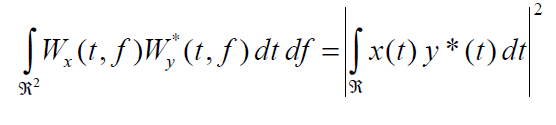 ∫_{ℜ²} W_x(t, f)W_y^*(t, f) dt df = |∫_ℜ x(t) y*(t) dt|²